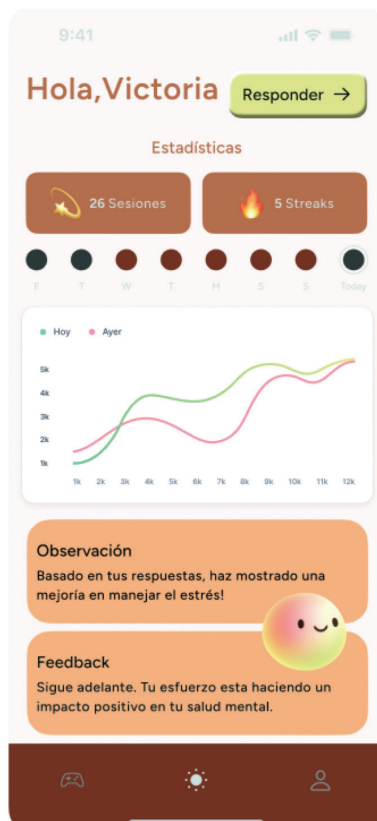 9:41
Hola,Victoria
Responder →
Estadísticas
26 Sesiones
5 Streaks
F T W T M S S Today
Hoy Ayer
5k
4k
3k
2k
1k
1k 2k 3k 4k 5k 6k 7k 8k 9k 10k 11k 12k
Observación
Basado en tus respuestas, haz mostrado una
mejoría en manejar el estrés!
Feedback
Sigue adelante. Tu esfuerzo esta haciendo un
impacto positivo en tu salud mental.